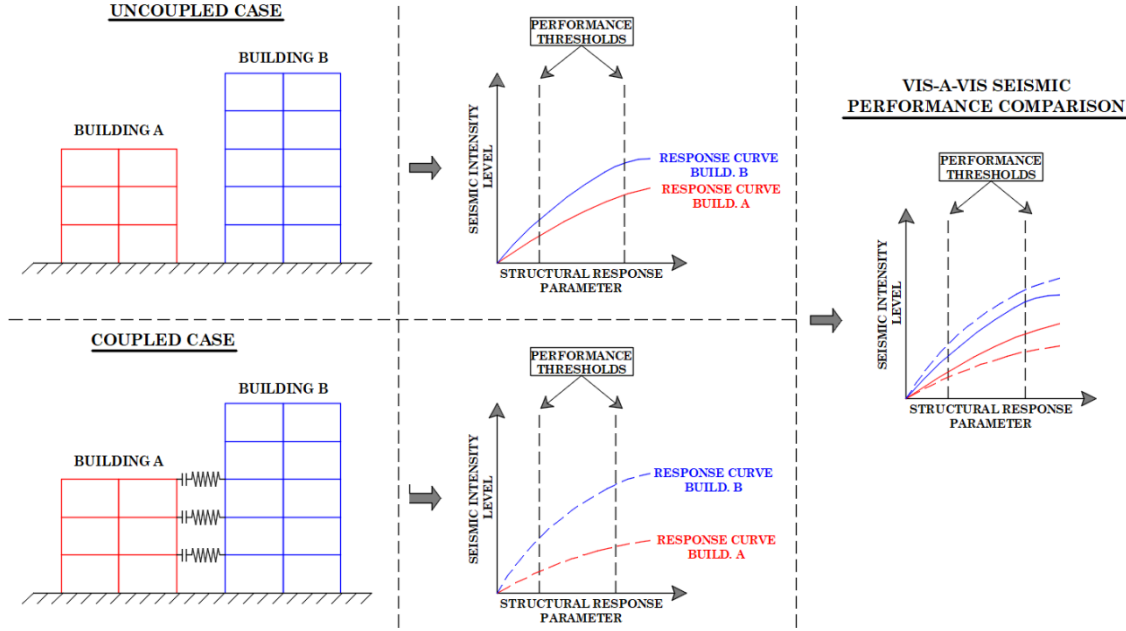 UNCOUPLED CASE
BUILDING B
BUILDING A
PERFORMANCE
THRESHOLDS
SEISMIC INTENSITY
LEVEL
RESPONSE CURVE
BUILD. B
RESPONSE CURVE
BUILD. A
STRUCTURAL RESPONSE
PARAMETER
COUPLED CASE
BUILDING B
BUILDING A
PERFORMANCE
THRESHOLDS
SEISMIC INTENSITY
LEVEL
RESPONSE CURVE
BUILD. B
RESPONSE CURVE
BUILD. A
STRUCTURAL RESPONSE
PARAMETER
VIS-A-VIS SEISMIC
PERFORMANCE COMPARISON
PERFORMANCE
THRESHOLDS
SEISMIC INTENSITY
LEVEL
STRUCTURAL RESPONSE
PARAMETER